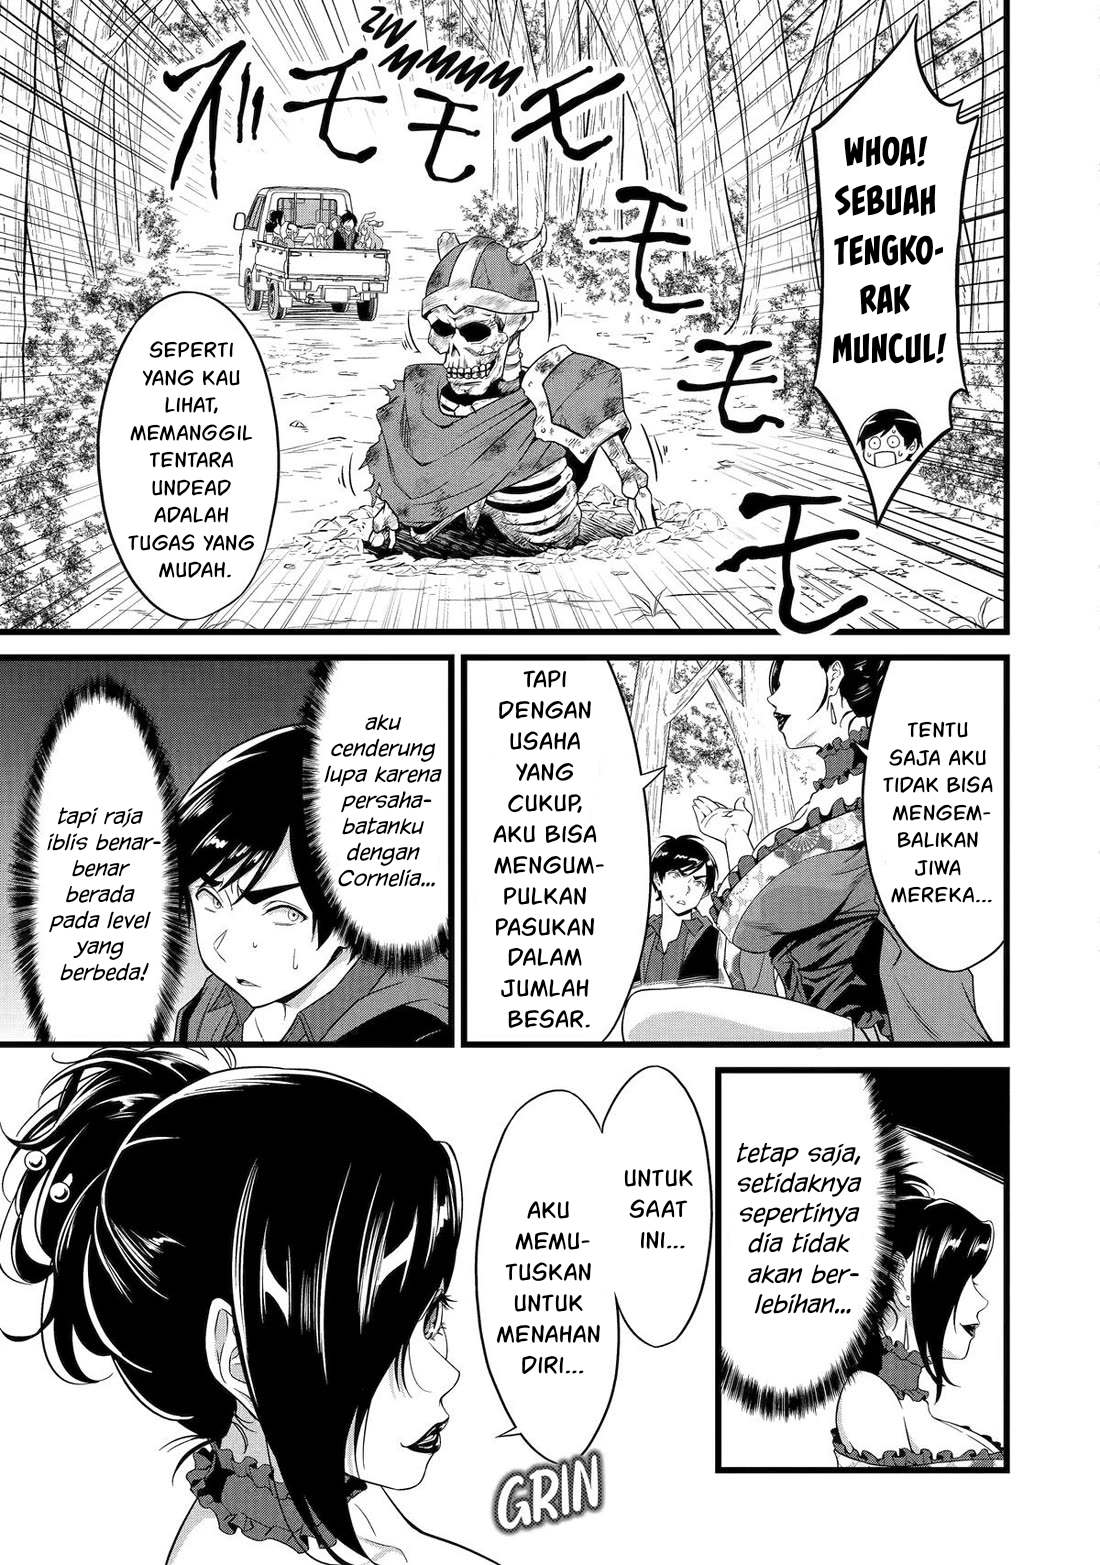 ZWMMMMM
ズモモモモモモ
WHOA!
SEBUAH
TENGKO-
RAK
MUNCUL!
SEPERTI
YANG KAU
LIHAT,
MEMANGGIL
TENTARA
UNDEAD
ADALAH
TUGAS YANG
MUDAH.
TENTU
SAJA AKU
TIDAK BISA
MENGEM-
BALIKAN
JIWA
MEREKA...
TAPI
DENGAN
USAHA
YANG
CUKUP,
AKU BISA
MENGUM-
PULKAN
PASUKAN
DALAM
JUMLAH
BESAR.
aku
cenderung
lupa karena
persaha-
batanku
dengan
Cornelia...
tapi raja
iblis benar-
benar
berada
pada level
yang
berbeda!
tetap saja,
setidaknya
sepertinya
dia tidak
akan ber-
lebihan...
UNTUK
SAAT
INI...
AKU
MEMU-
TUSKAN
UNTUK
MENAHAN
DIRI...
GRIN